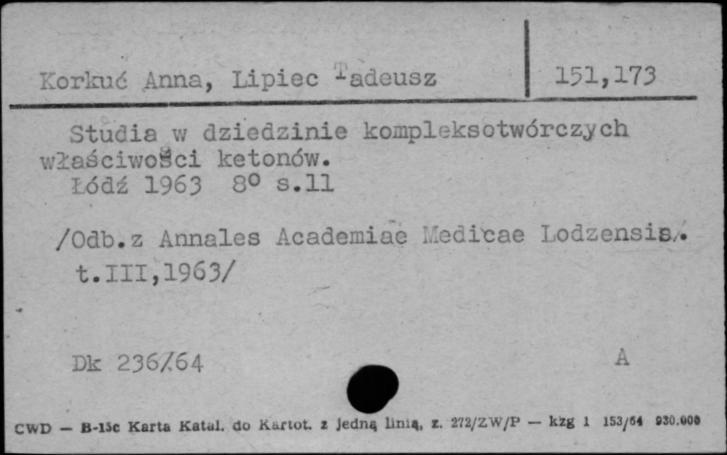 Korkuć Anna, Lipiec Tadeusz 151,173
Studia w dziedzinie kompleksotwórczych
właściwości ketonów.
Łódź 1963 8° s.11
/Odb.z Annales Academiae Medicae Lodzensis.
t.III,1963/
Dk 236/64 A
CWD — B-15c Karta Katal. do Kartot. z jedną linią, z. 272/ZW/P — kzg 1 153/64 930.000